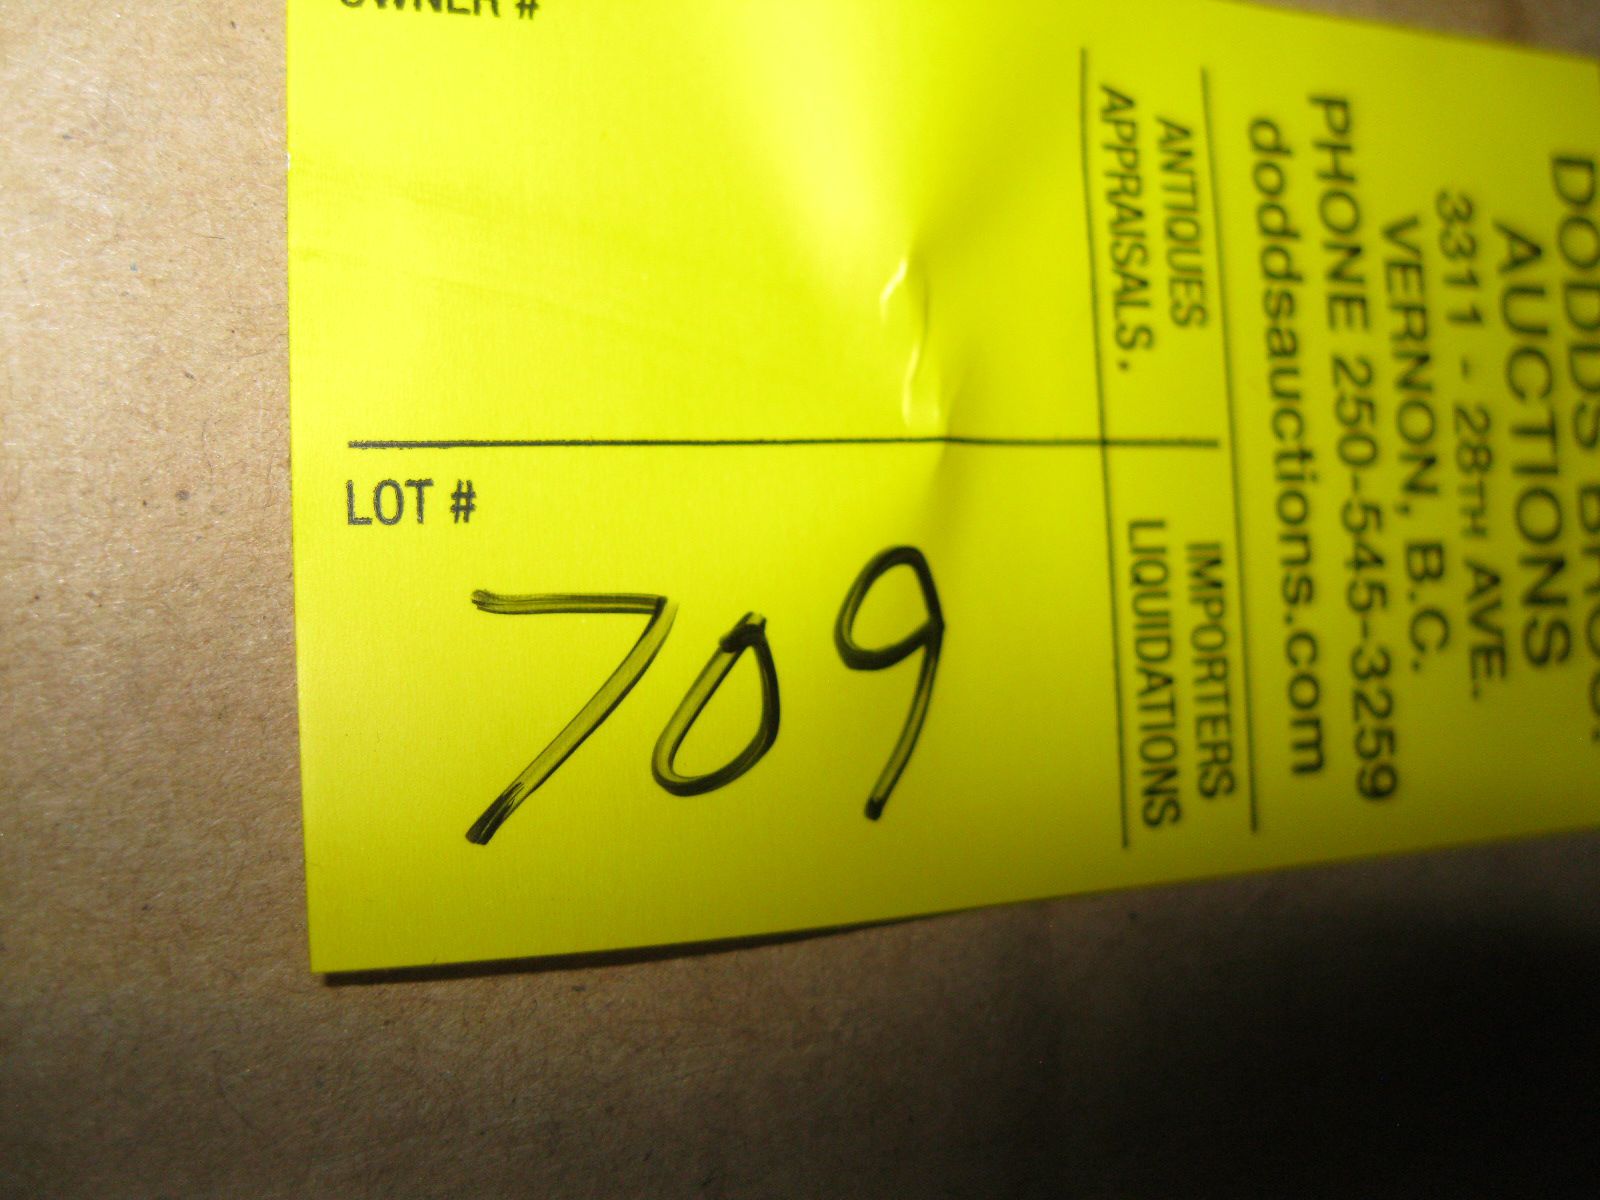 OWNER #
LOT #
709
DODDS
AUCTIONS
3311 - 28TH AVE.
VERNON, B.C.
PHONE 250-545-3259
doddsauctions.com
ANTIQUES
APPRAISALS.
IMPORTERS
LIQUIDATIONS